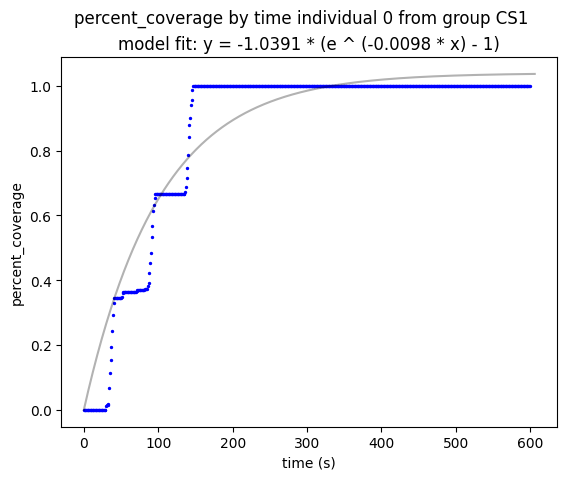 percent_coverage by time individual 0 from group CS1
model fit: y = -1.0391 * (e ^ (-0.0098 * x) - 1)
percent_coverage
1.0
0.8
0.6
0.4
0.2
0.0
0 100 200 300 400 500 600
time (s)